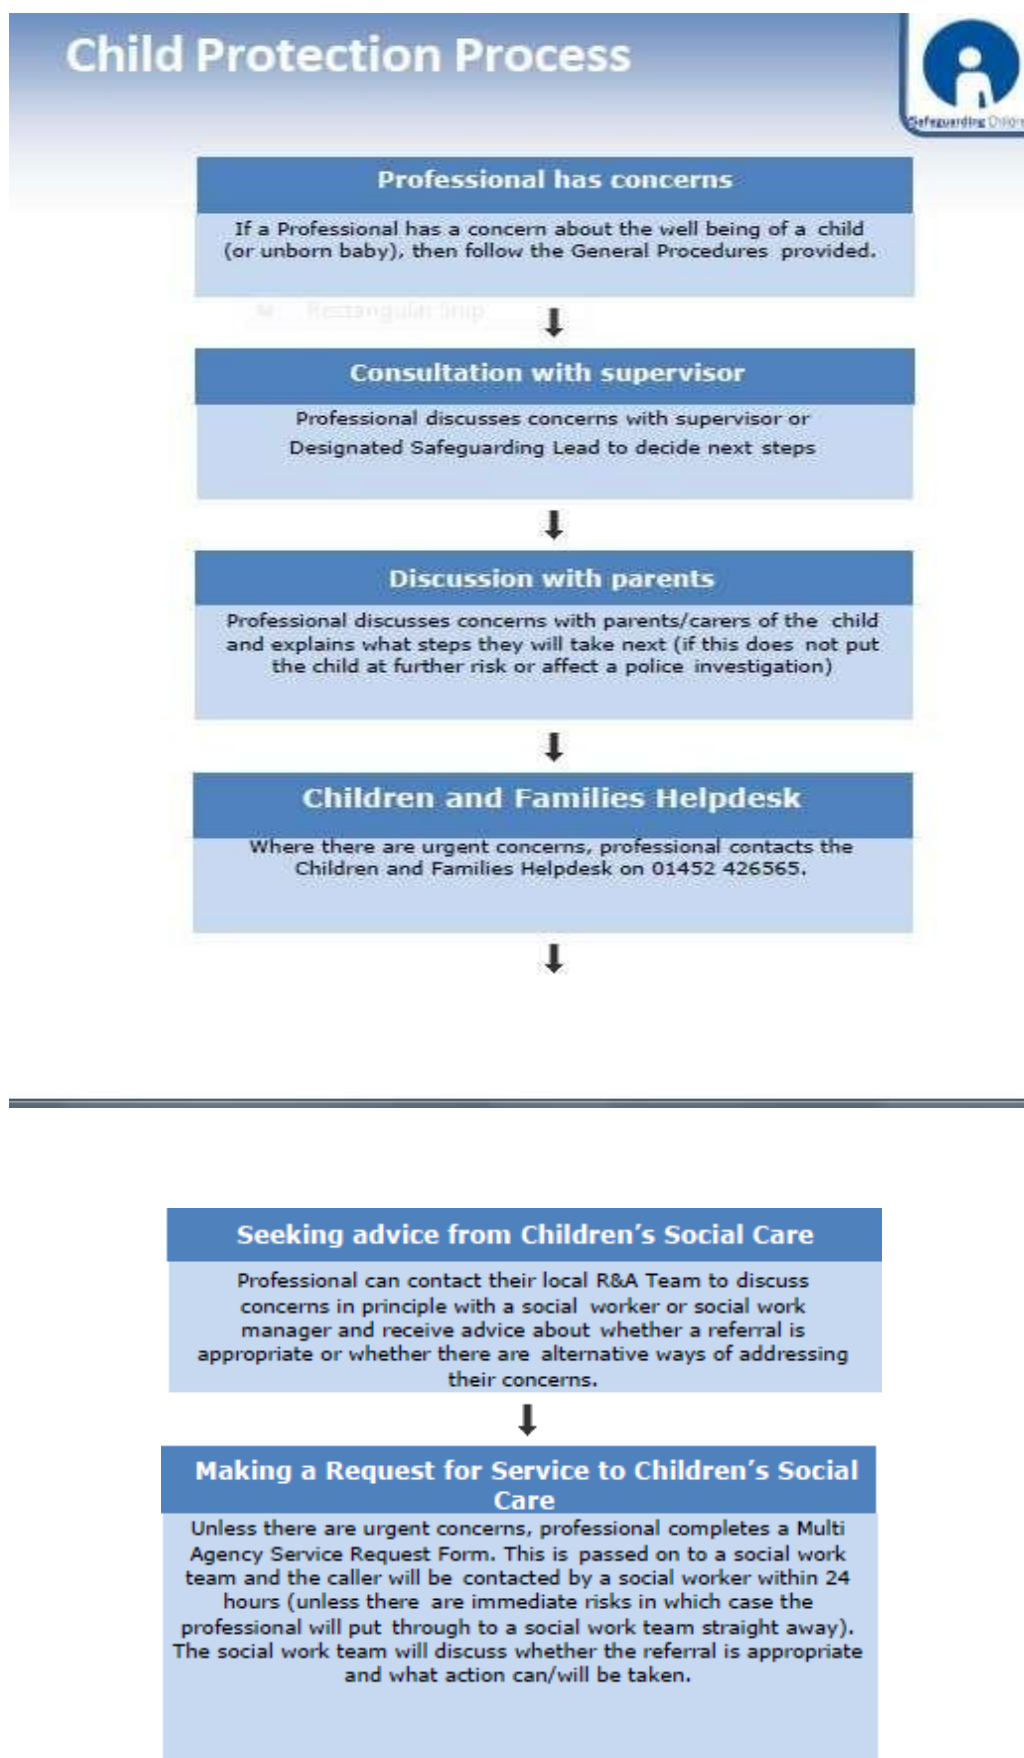 Child Protection Process
Safeguarding Children
Professional has concerns
If a Professional has a concern about the well being of a child
(or unborn baby), then follow the General Procedures provided.
Rectangular Snip
Consultation with supervisor
Professional discusses concerns with supervisor or
Designated Safeguarding Lead to decide next steps
Discussion with parents
Professional discusses concerns with parents/carers of the child
and explains what steps they will take next (if this does not put
the child at further risk or affect a police investigation)
Children and Families Helpdesk
Where there are urgent concerns, professional contacts the
Children and Families Helpdesk on 01452 426565.
Seeking advice from Children’s Social Care
Professional can contact their local R&A Team to discuss
concerns in principle with a social worker or social work
manager and receive advice about whether a referral is
appropriate or whether there are alternative ways of addressing
their concerns.
Making a Request for Service to Children’s Social
Care
Unless there are urgent concerns, professional completes a Multi
Agency Service Request Form. This is passed on to a social work
team and the caller will be contacted by a social worker within 24
hours (unless there are immediate risks in which case the
professional will put through to a social work team straight away).
The social work team will discuss whether the referral is appropriate
and what action can/will be taken.